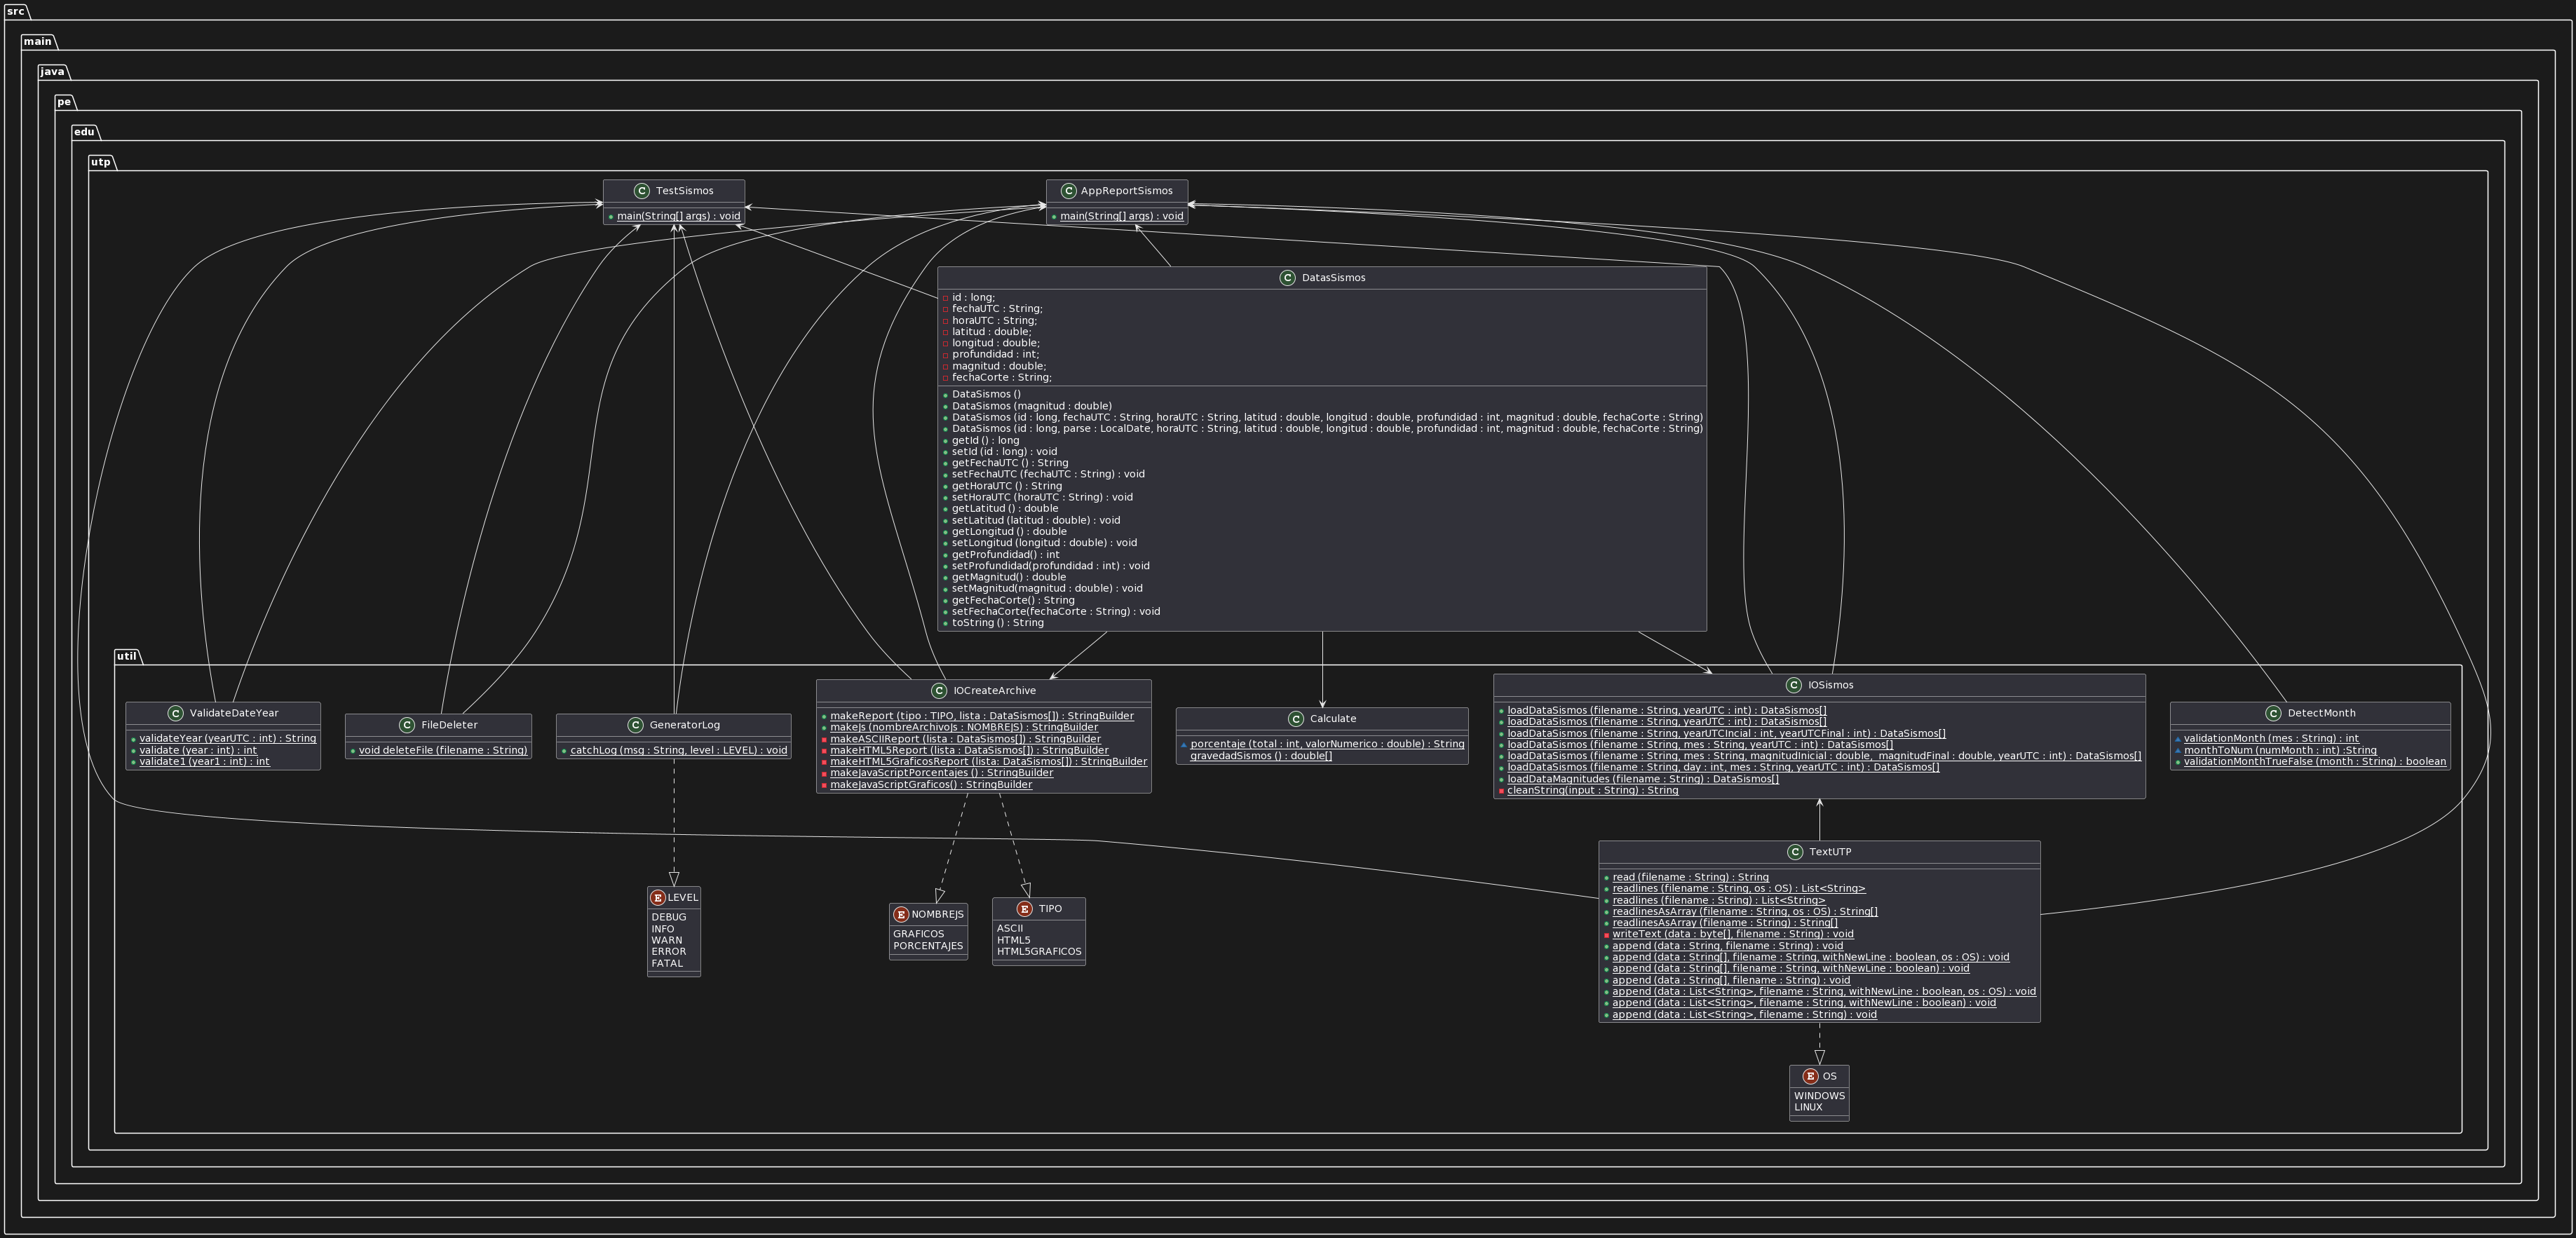 src
main
java
pe
edu
utp
C TestSismos
main(String[] args) : void
C AppReportSismos
main(String[] args) : void
C DatasSismos
id : long;
fechaUTC : String;
horaUTC : String;
latitud : double;
longitud : double;
profundidad : int;
magnitud : double;
fechaCorte : String;
DataSismos ()
DataSismos (magnitud : double)
DataSismos (id : long, fechaUTC : String, horaUTC : String, latitud : double, longitud : double, profundidad : int, magnitud : double, fechaCorte : String)
DataSismos (id : long, parse : LocalDate, horaUTC : String, latitud : double, longitud : double, profundidad : int, magnitud : double, fechaCorte : String)
getId () : long
setId (id : long) : void
getFechaUTC () : String
setFechaUTC (fechaUTC : String) : void
getHoraUTC () : String
setHoraUTC (horaUTC : String) : void
getLatitud () : double
setLatitud (latitud : double) : void
getLongitud () : double
setLongitud (longitud : double) : void
getProfundidad() : int
setProfundidad(profundidad : int) : void
getMagnitud() : double
setMagnitud(magnitud : double) : void
getFechaCorte() : String
setFechaCorte(fechaCorte : String) : void
toString () : String
util
C ValidateDateYear
validateYear (yearUTC : int) : String
validate (year : int) : int
validate1 (year1 : int) : int
C FileDeleter
void deleteFile (filename : String)
C GeneratorLog
catchLog (msg : String, level : LEVEL) : void
C IOCreateArchive
makeReport (tipo : TIPO, lista : DataSismos[]) : StringBuilder
makeJs (nombreArchivoJs : NOMBREJS) : StringBuilder
makeASCIIReport (lista : DataSismos[]) : StringBuilder
makeHTML5Report (lista : DataSismos[]) : StringBuilder
makeHTML5GraficosReport (lista: DataSismos[]) : StringBuilder
makeJavaScriptPorcentajes () : StringBuilder
makeJavaScriptGraficos() : StringBuilder
C Calculate
porcentaje (total : int, valorNumerico : double) : String
gravedadSismos () : double[]
C IOSismos
loadDataSismos (filename : String, yearUTC : int) : DataSismos[]
loadDataSismos (filename : String, yearUTC : int) : DataSismos[]
loadDataSismos (filename : String, yearUTCIncial : int, yearUTCFinal : int) : DataSismos[]
loadDataSismos (filename : String, mes : String, yearUTC : int) : DataSismos[]
loadDataSismos (filename : String, mes : String, magnitudInicial : double,  magnitudFinal : double, yearUTC : int) : DataSismos[]
loadDataSismos (filename : String, day : int, mes : String, yearUTC : int) : DataSismos[]
loadDataMagnitudes (filename : String) : DataSismos[]
cleanString(input : String) : String
C DetectMonth
validationMonth (mes : String) : int
monthToNum (numMonth : int) :String
validationMonthTrueFalse (month : String) : boolean
C TextUTP
read (filename : String) : String
readlines (filename : String, os : OS) : List<String>
readlines (filename : String) : List<String>
readlinesAsArray (filename : String, os : OS) : String[]
readlinesAsArray (filename : String) : String[]
writeText (data : byte[], filename : String) : void
append (data : String, filename : String) : void
append (data : String[], filename : String, withNewLine : boolean, os : OS) : void
append (data : String[], filename : String, withNewLine : boolean) : void
append (data : String[], filename : String) : void
append (data : List<String>, filename : String, withNewLine : boolean, os : OS) : void
append (data : List<String>, filename : String, withNewLine : boolean) : void
append (data : List<String>, filename : String) : void
E LEVEL
DEBUG
INFO
WARN
ERROR
FATAL
E NOMBREJS
GRAFICOS
PORCENTAJES
E TIPO
ASCII
HTML5
HTML5GRAFICOS
E OS
WINDOWS
LINUX